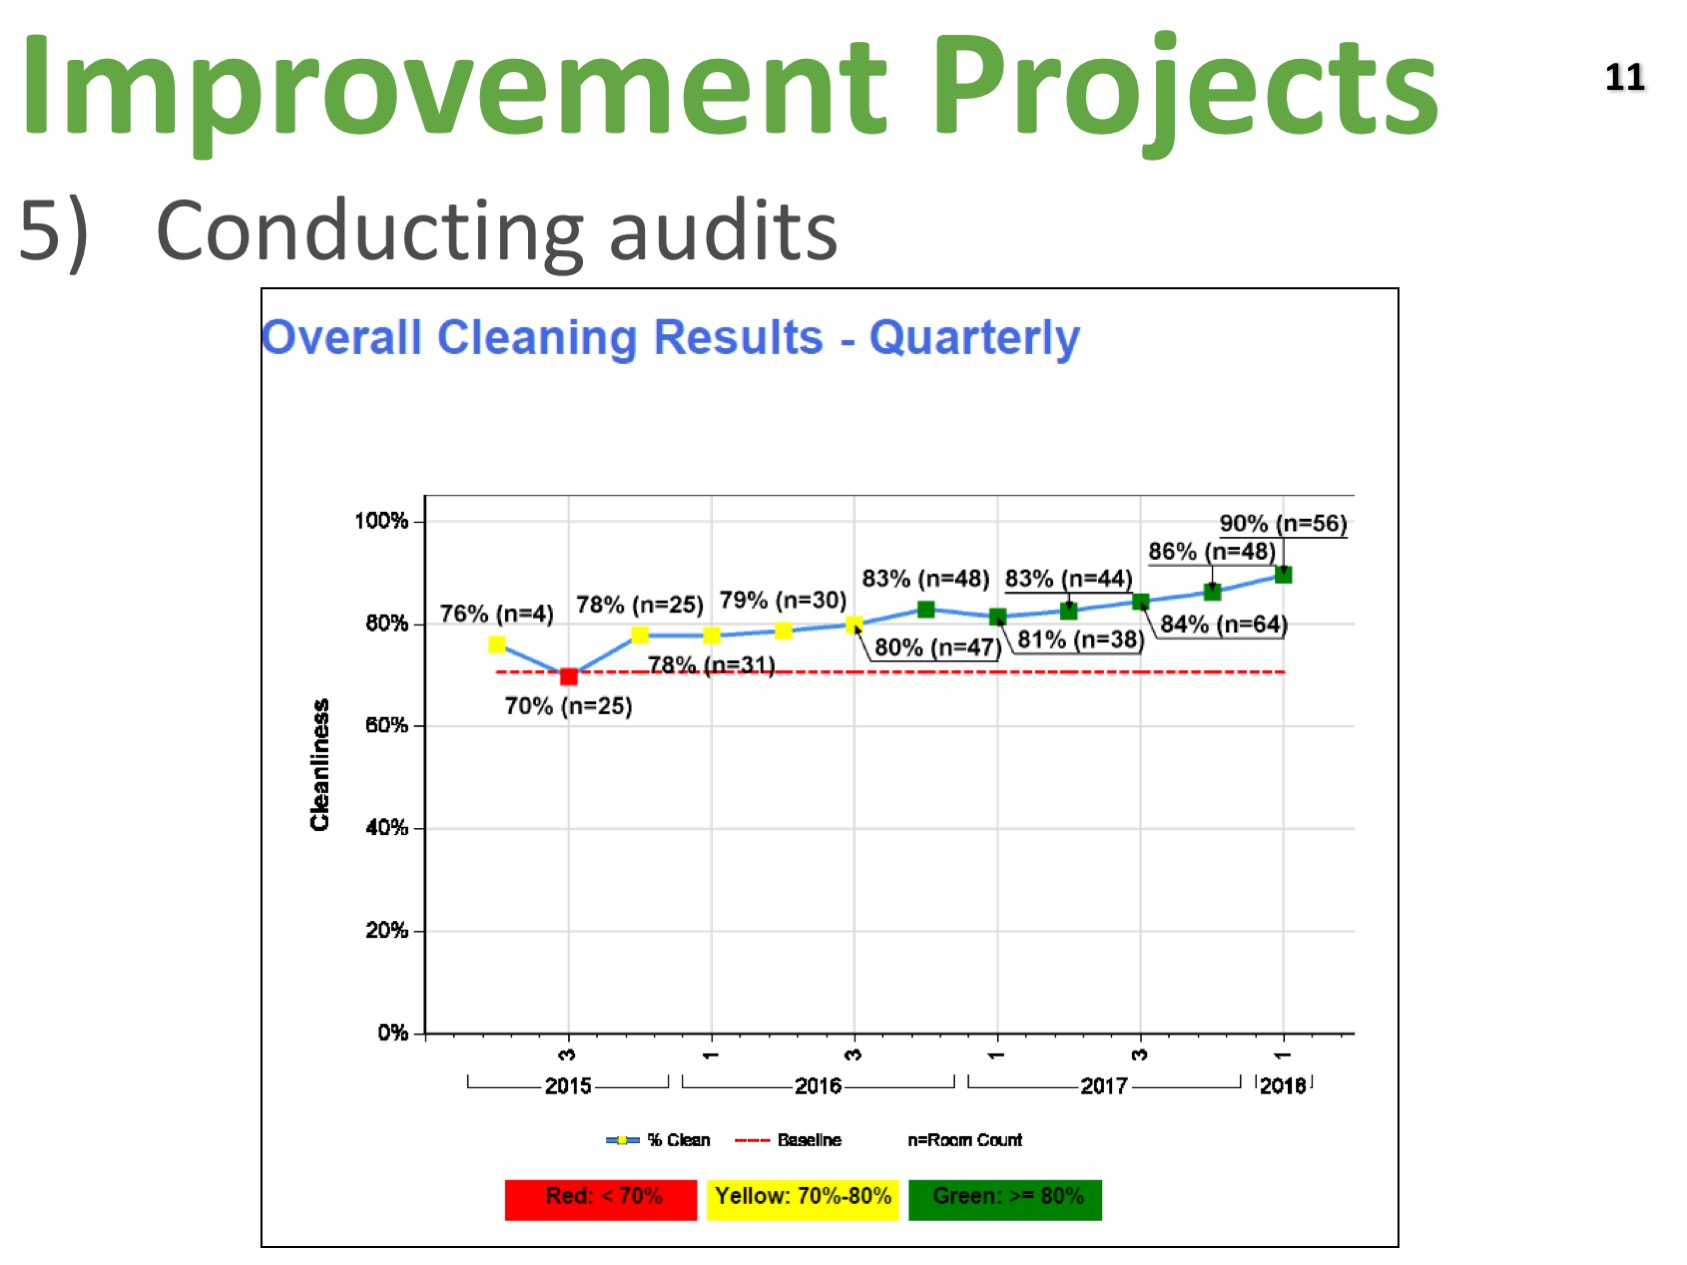 Improvement Projects
11
5) Conducting audits
Overall Cleaning Results - Quarterly
Cleanliness
100%
80%
60%
40%
20%
0%
76% (n=4)
70% (n=25)
78% (n=25)
78% (n=31)
79% (n=30)
80% (n=47)
83% (n=48)
81% (n=38)
83% (n=44)
84% (n=64)
86% (n=48)
90% (n=56)
3 1 3 1 3 1
2015 2016 2017 2018
% Clean Baseline n=Room Count
Red: < 70% Yellow: 70%-80% Green: >= 80%